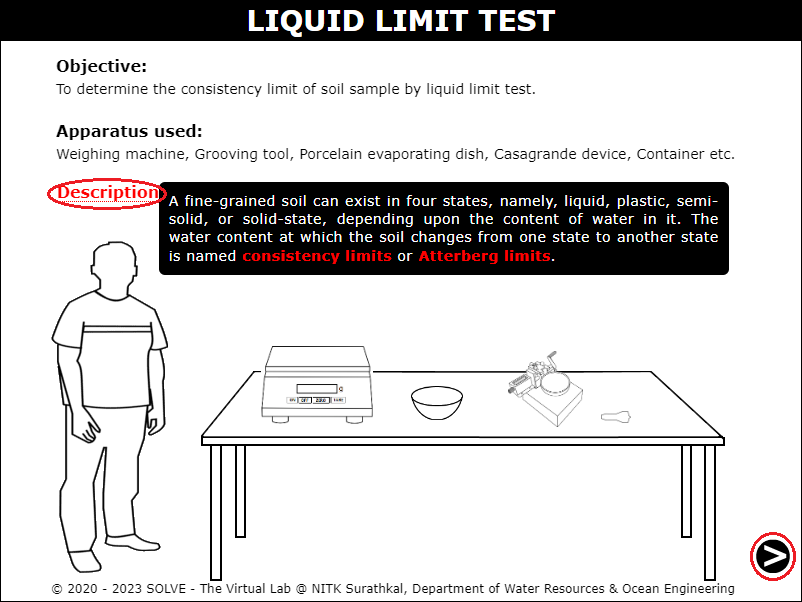 LIQUID LIMIT TEST
Objective:
To determine the consistency limit of soil sample by liquid limit test.
Apparatus used:
Weighing machine, Grooving tool, Porcelain evaporating dish, Casagrande device, Container etc.
Description
A fine-grained soil can exist in four states, namely, liquid, plastic, semi-
solid, or solid-state, depending upon the content of water in it. The
water content at which the soil changes from one state to another state
is named consistency limits or Atterberg limits.
OFF ZERO
>
© 2020 - 2023 SOLVE - The Virtual Lab @ NITK Surathkal, Department of Water Resources & Ocean Engineering